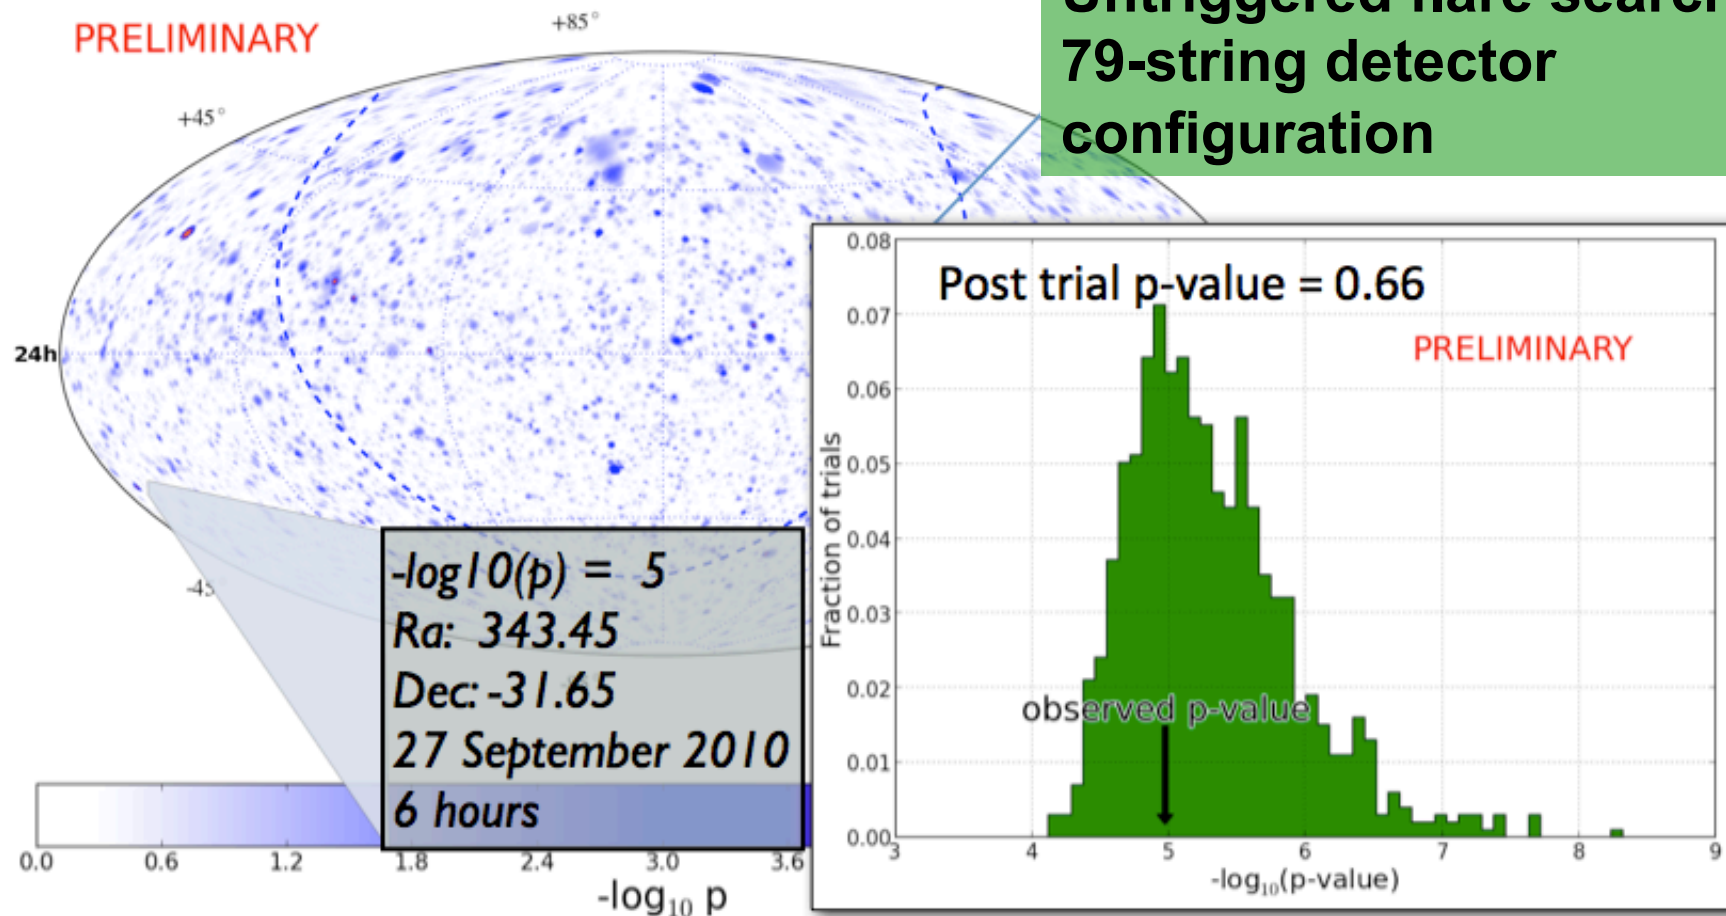 PRELIMINARY
+85°
+45°
24h
-45
Untriggered flare search
79-string detector
configuration
-log10(p) = 5
Ra: 343.45
Dec: -31.65
27 September 2010
6 hours
0.0 0.6 1.2 1.8 2.4 3.0 3.6
-log₁₀ p
Post trial p-value = 0.66
PRELIMINARY
0.08
0.07
0.06
0.05
0.04
0.03
0.02
0.01
0.00
Fraction of trials
observed p-value
3 4 5 6 7 8 9
-log₁₀(p-value)